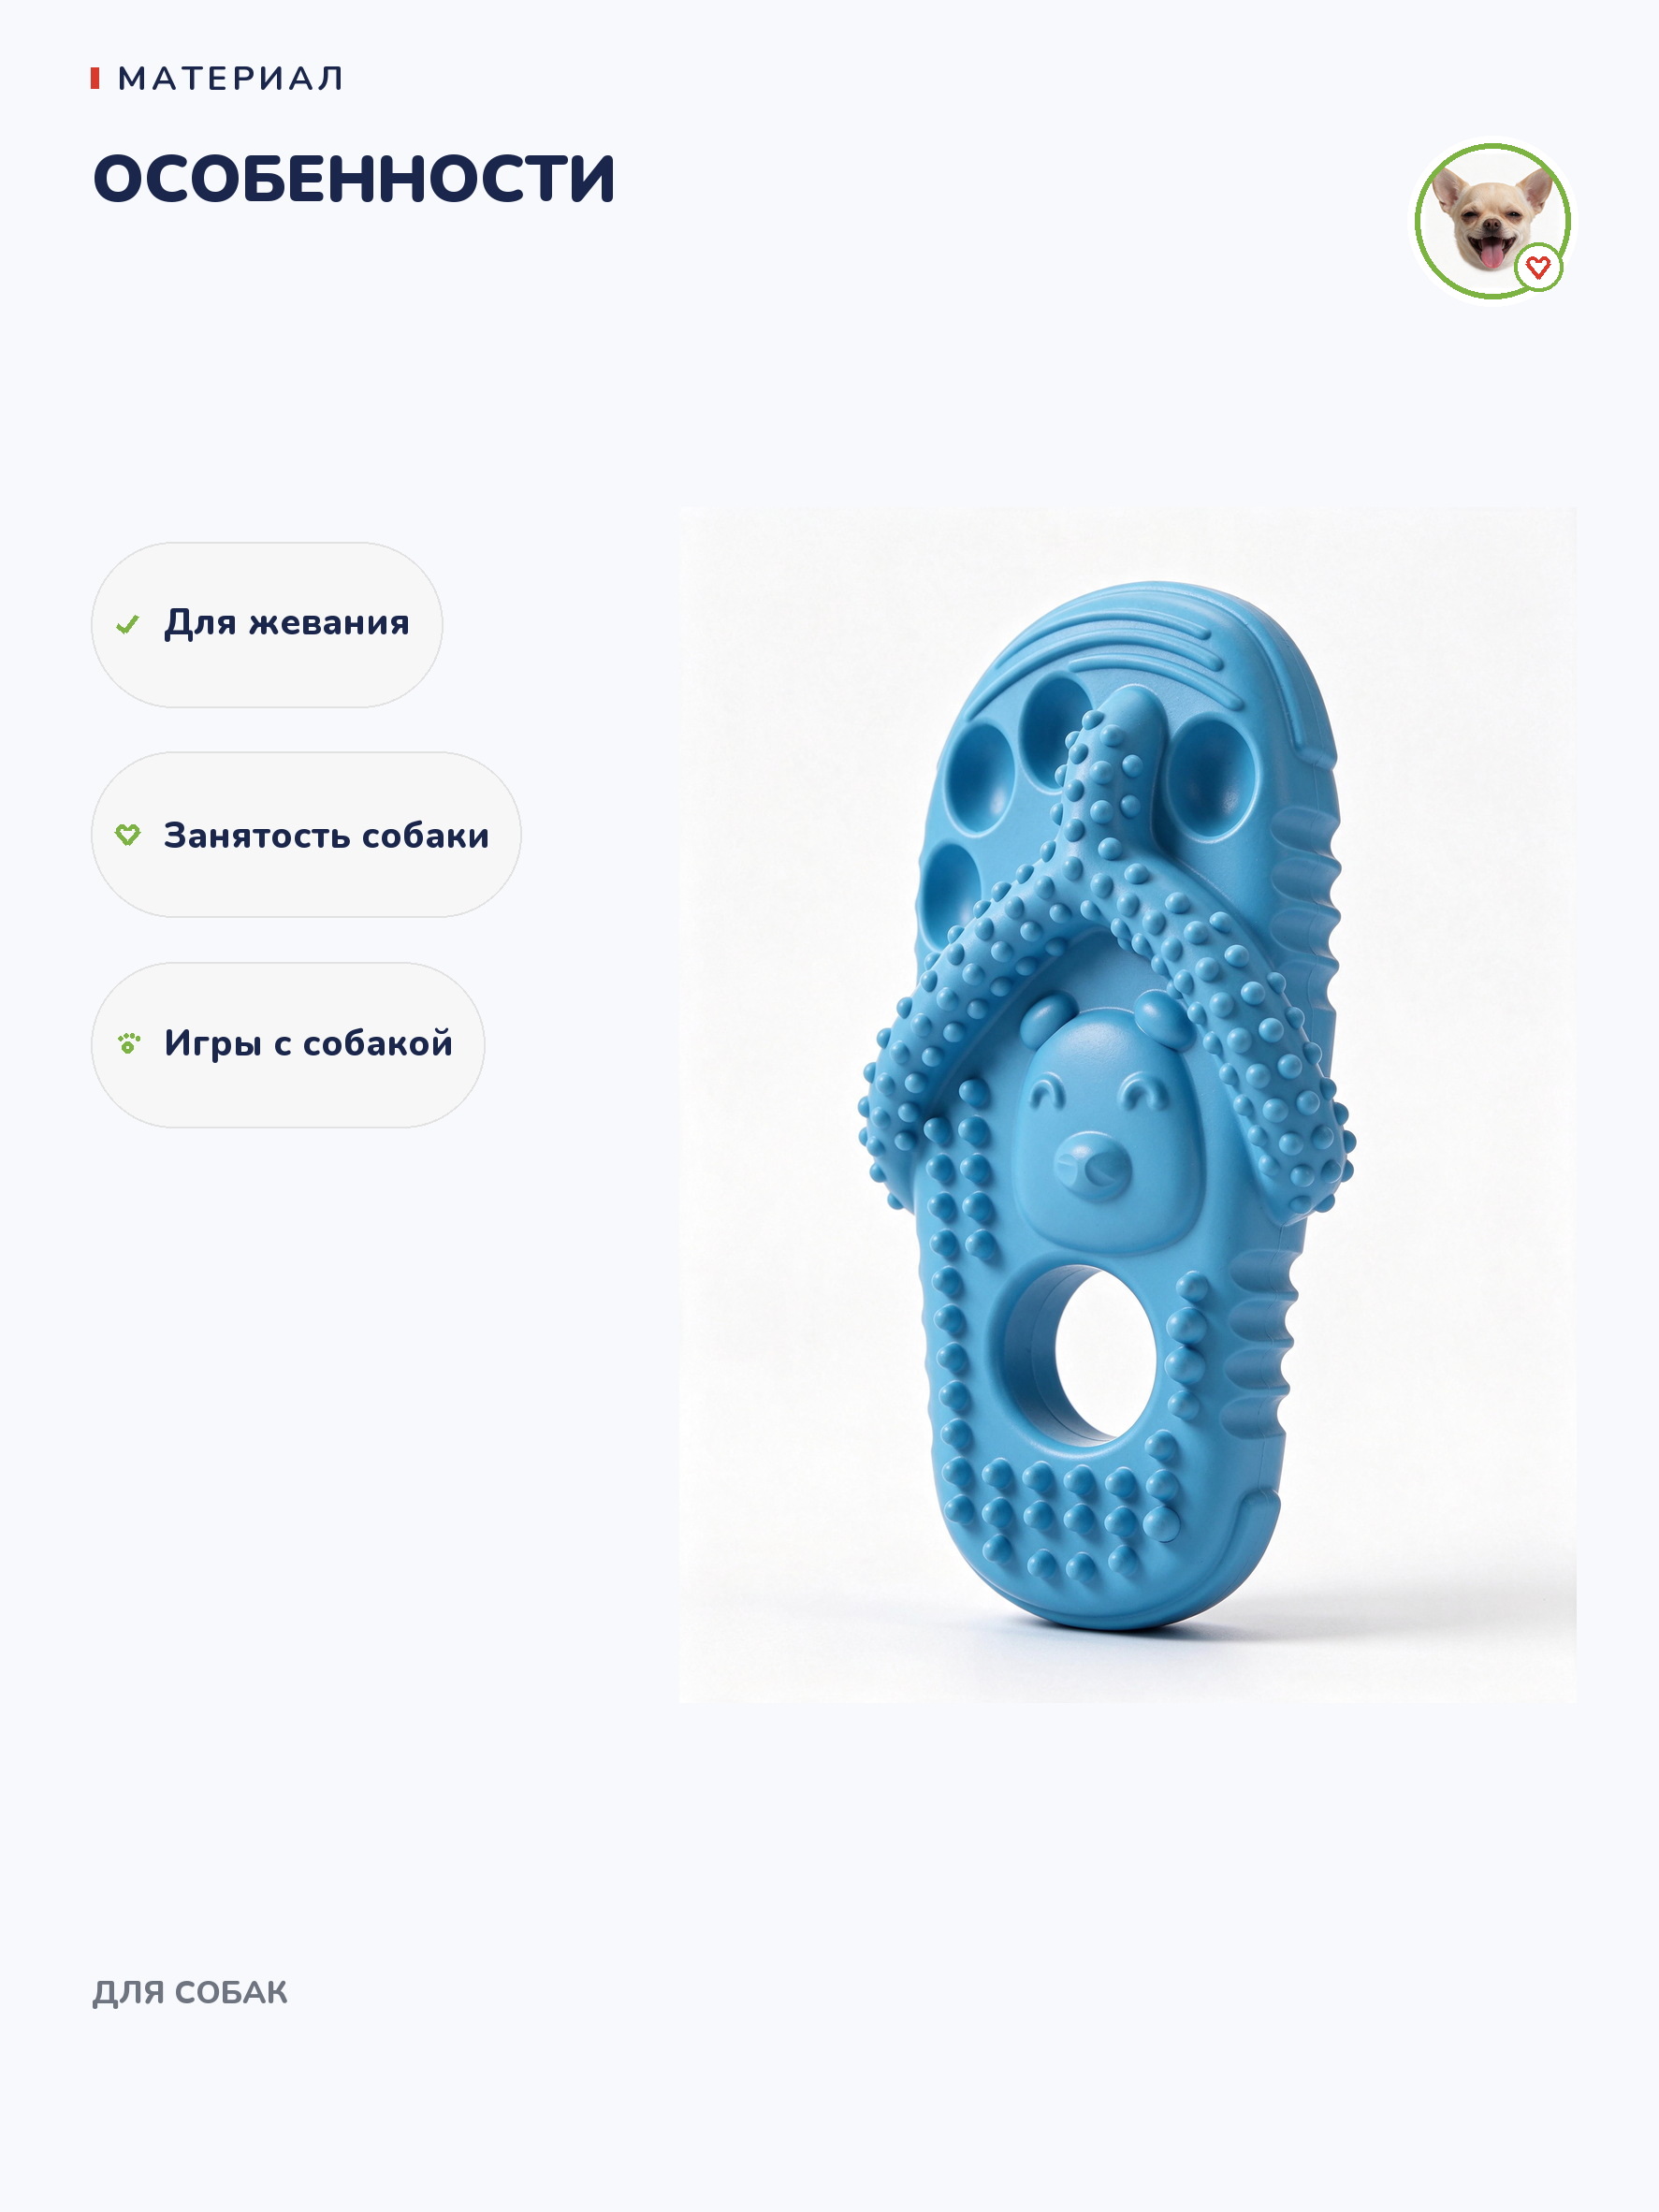 МАТЕРИАЛ
ОСОБЕННОСТИ
Для жевания
Занятость собаки
Игры с собакой
ДЛЯ СОБАК